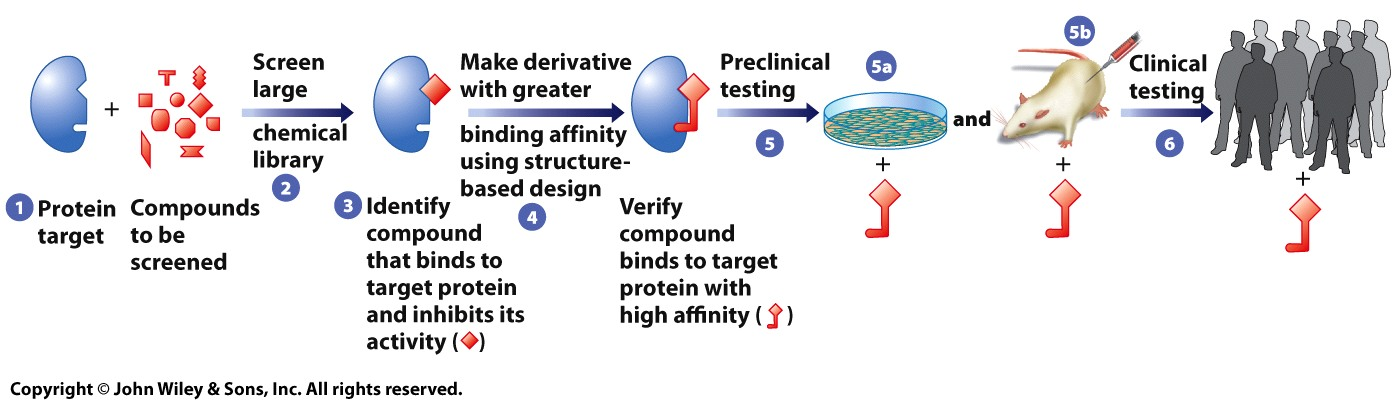 1 Protein
target
+
Compounds
to be
screened
Screen
large
chemical
library
2
3 Identify
compound
that binds to
target protein
and inhibits its
activity ( )
Make derivative
with greater
binding affinity
using structure-
based design
4
Verify
compound
binds to target
protein with
high affinity ( )
Preclinical
testing
5
5a
+
and
5b
+
Clinical
testing
6
+
Copyright © John Wiley & Sons, Inc. All rights reserved.